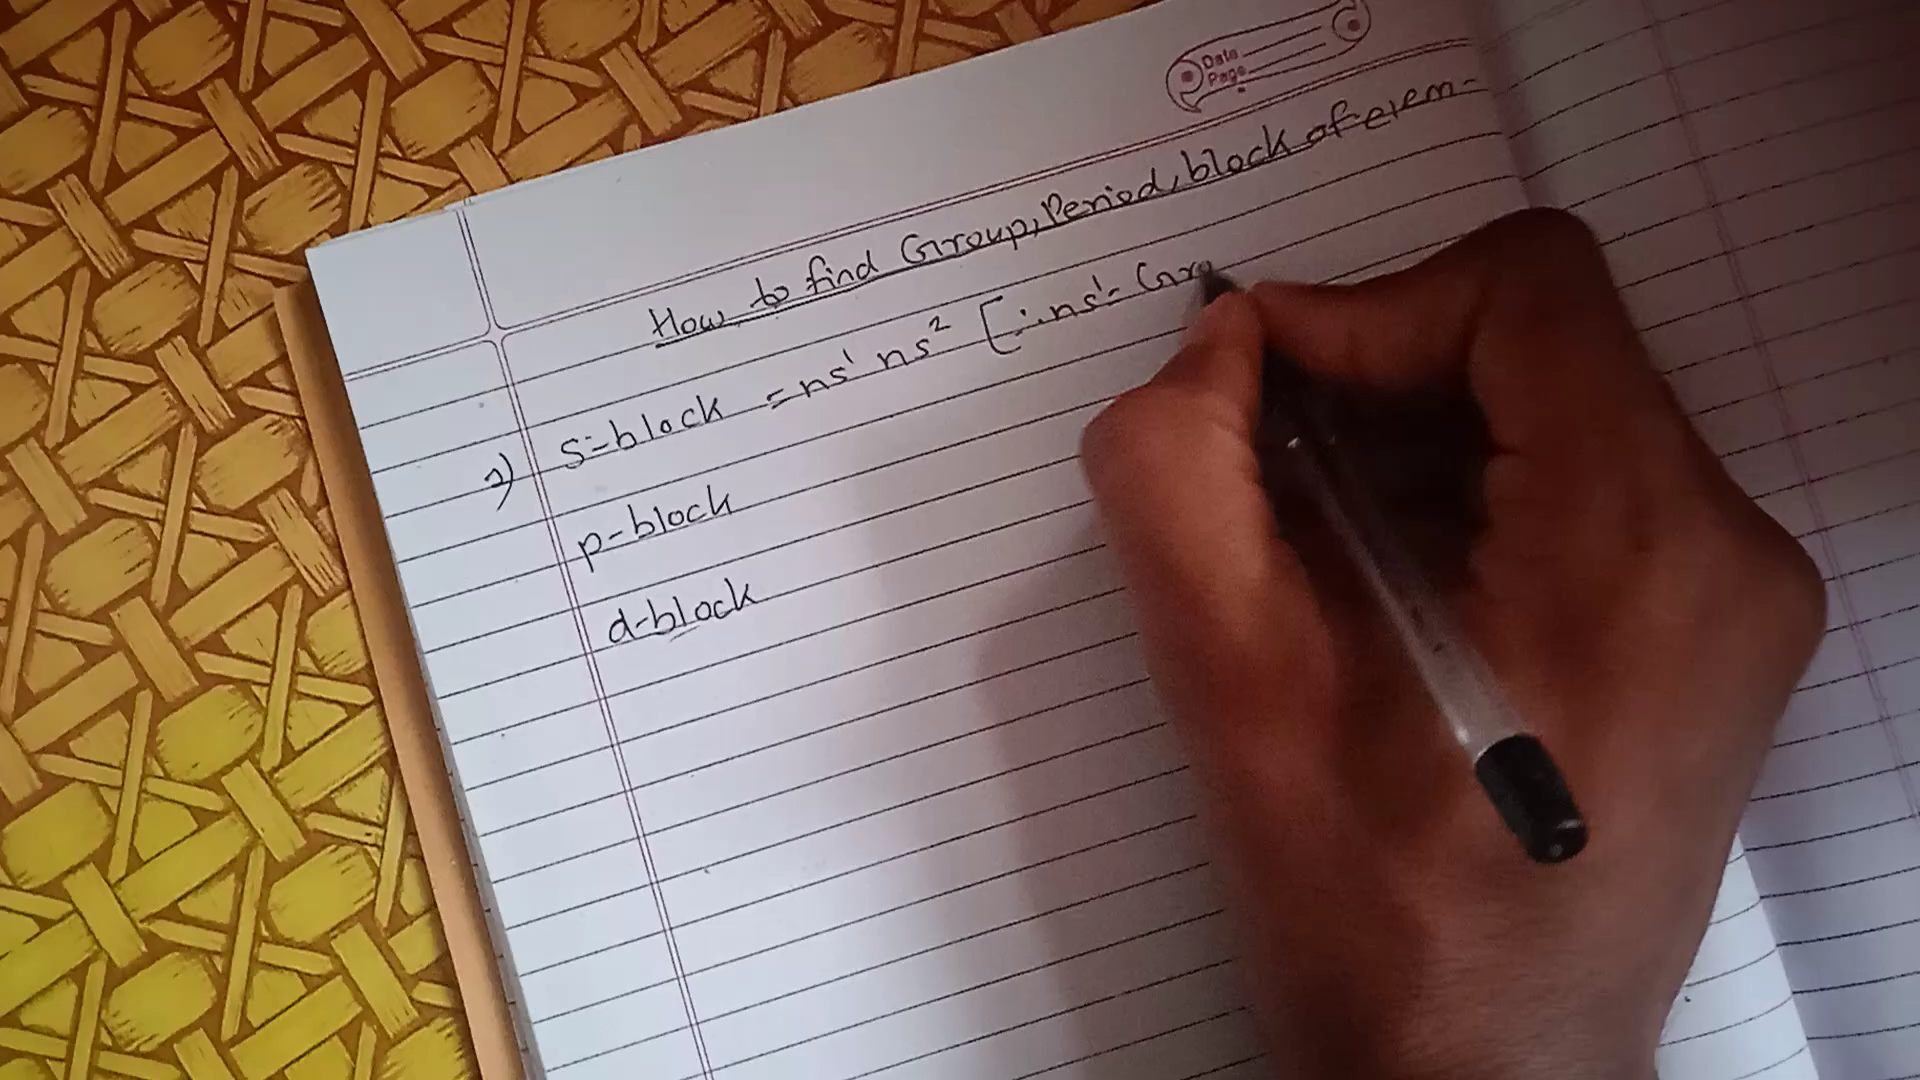 Date
Page
How to find Group, Period, block of elem-
1) s-block = ns¹ ns² [∴ ns¹- Gro
p-block
d-block